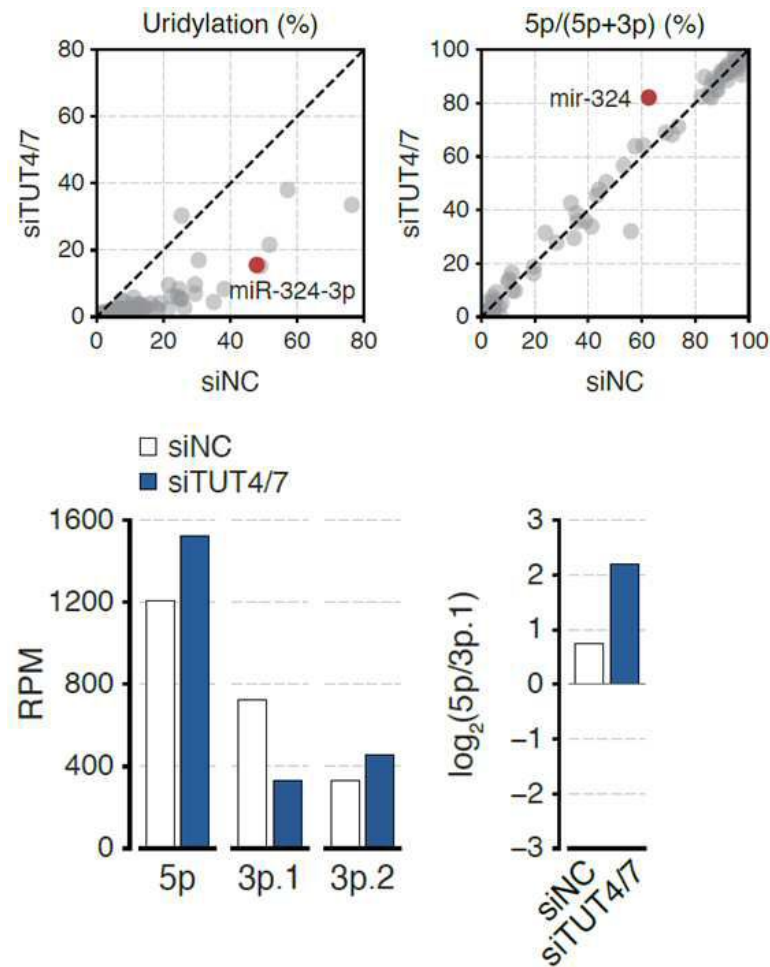 Uridylation (%)
80
60
40
20
0
0 20 40 60 80
siTUT4/7
siNC
miR-324-3p
5p/(5p+3p) (%)
100
80
60
40
20
0
0 20 40 60 80 100
siTUT4/7
siNC
mir-324
siNC
siTUT4/7
1600
1200
800
400
0
RPM
5p 3p.1 3p.2
3
2
1
0
−1
−2
−3
log2(5p/3p.1)
siNC
siTUT4/7